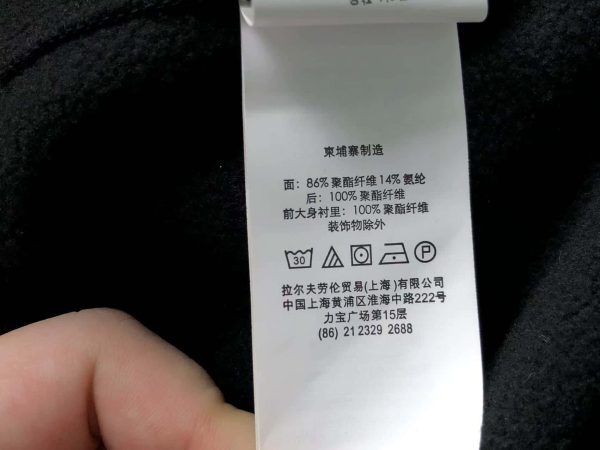 柬埔寨制造
面：86%聚酯纤维14%氨纶
后：100%聚酯纤维
前大身衬里：100%聚酯纤维
装饰物除外
30 P
拉尔夫劳伦贸易(上海)有限公司
中国上海黄浦区淮海中路222号
力宝广场第15层
(86) 21 2329 2688